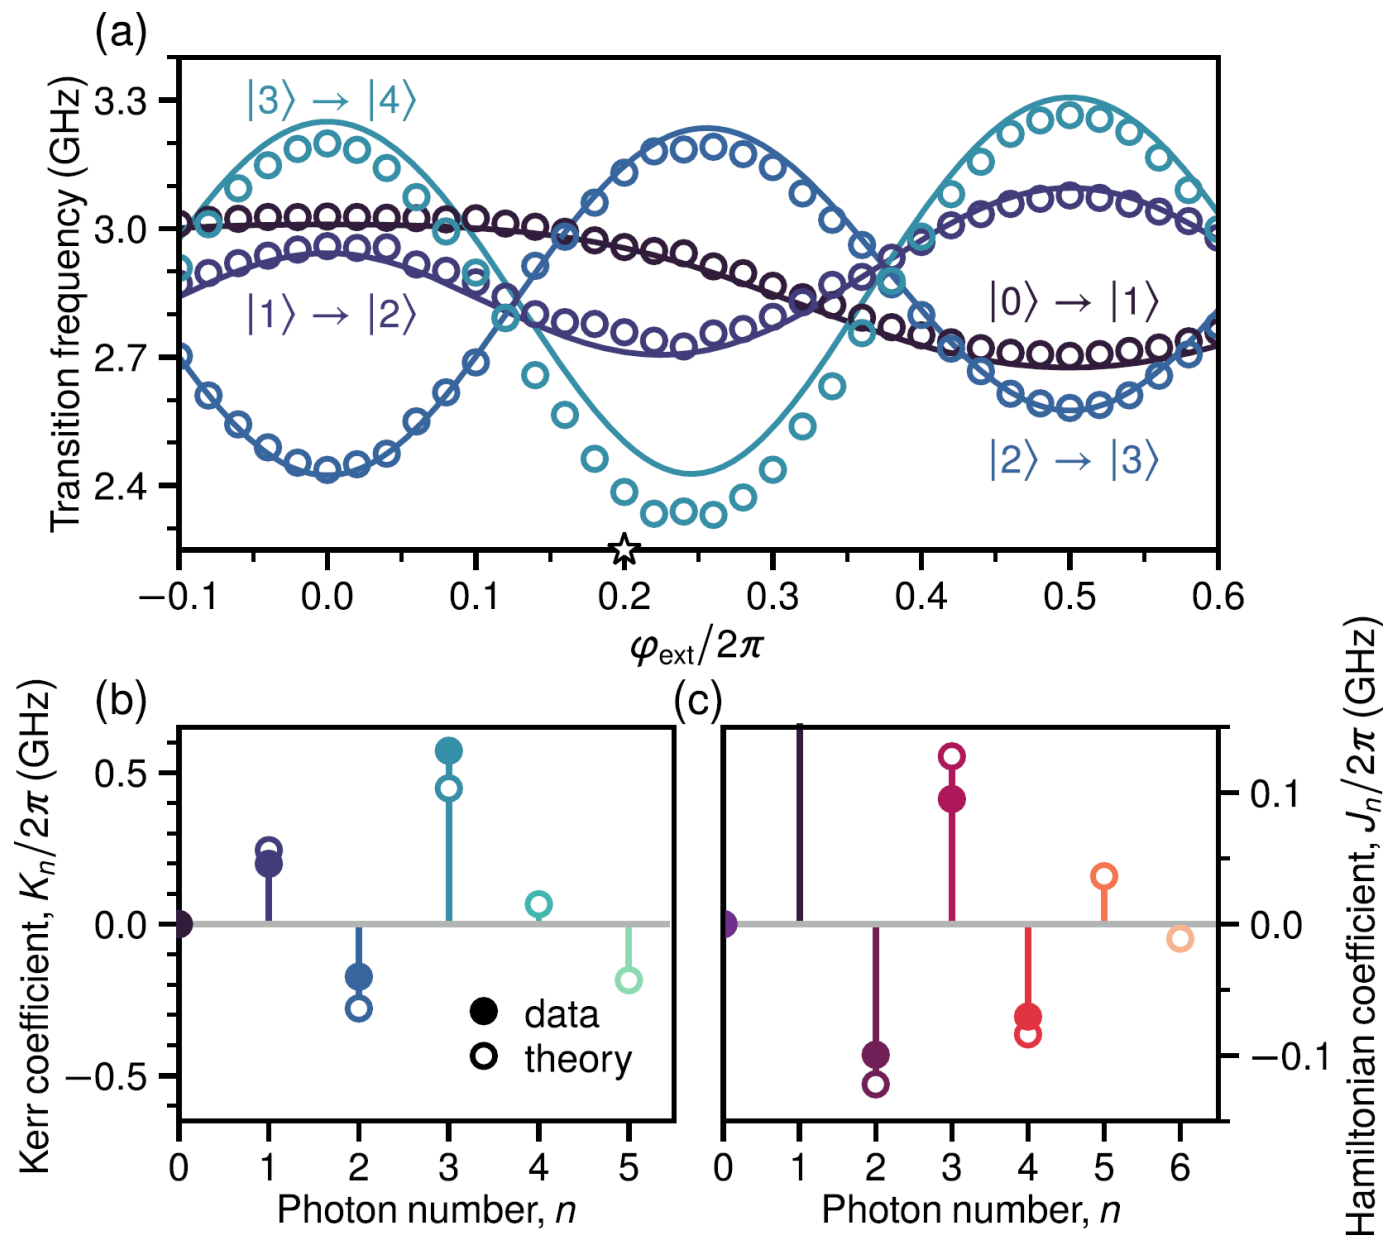 (a)
Transition frequency (GHz)
3.3
3.0
2.7
2.4
|3⟩ → |4⟩
|1⟩ → |2⟩
|0⟩ → |1⟩
|2⟩ → |3⟩
−0.1 0.0 0.1 0.2 0.3 0.4 0.5 0.6
φext/2π
(b)
Kerr coefficient, Kn/2π (GHz)
0.5
0.0
−0.5
data
theory
0 1 2 3 4 5
Photon number, n
(c)
0.1
0.0
−0.1
Hamiltonian coefficient, Jn/2π (GHz)
0 1 2 3 4 5 6
Photon number, n